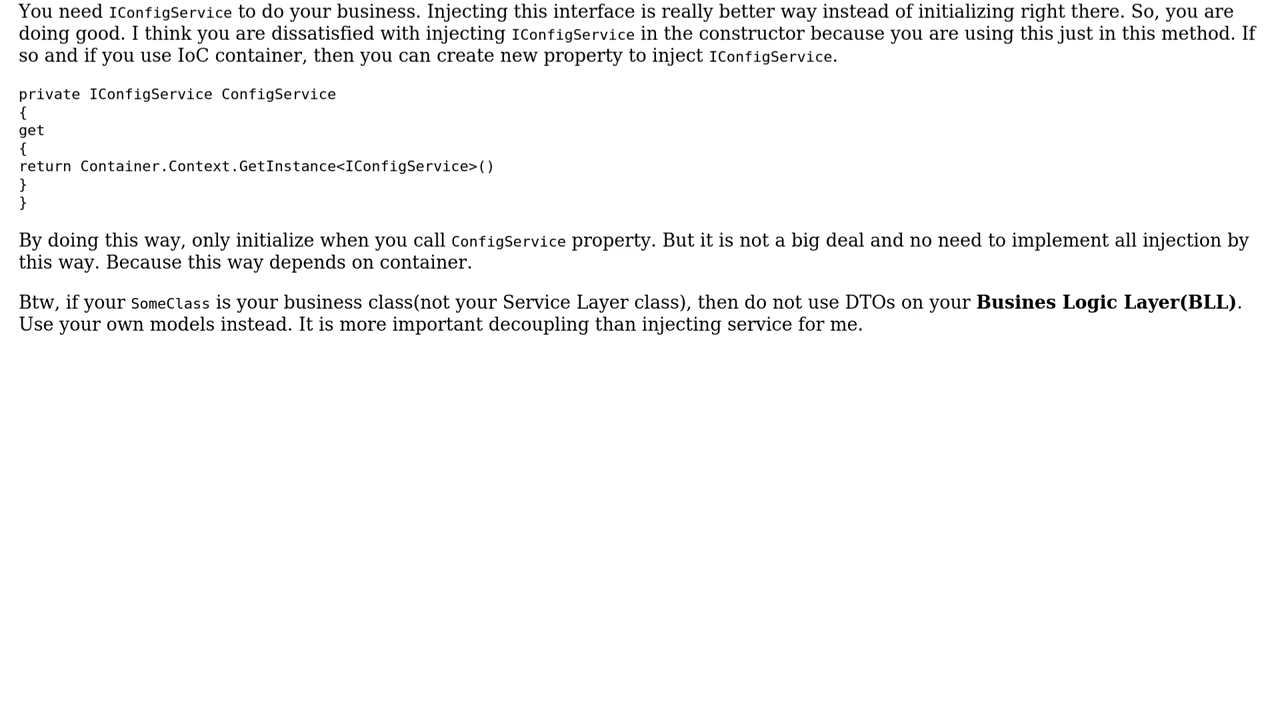 You need IConfigService to do your business. Injecting this interface is really better way instead of initializing right there. So, you are
doing good. I think you are dissatisfied with injecting IConfigService in the constructor because you are using this just in this method. If
so and if you use IoC container, then you can create new property to inject IConfigService.
private IConfigService ConfigService
{
get
{
return Container.Context.GetInstance<IConfigService>()
}
}
By doing this way, only initialize when you call ConfigService property. But it is not a big deal and no need to implement all injection by
this way. Because this way depends on container.
Btw, if your SomeClass is your business class(not your Service Layer class), then do not use DTOs on your Busines Logic Layer(BLL).
Use your own models instead. It is more important decoupling than injecting service for me.